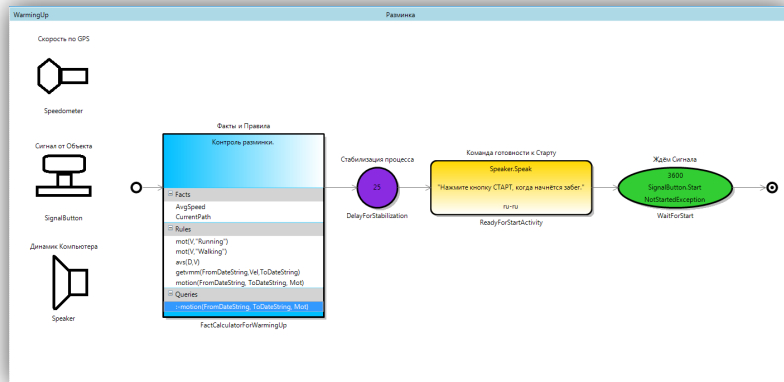 WarmingUp
Разминка
Скорость по GPS
Speedometer
Сигнал от Объекта
SignalButton
Динамик Компьютера
Speaker
Факты и Правила
Контроль разминки.
Facts
AvgSpeed
CurrentPath
Rules
mot(V,"Running")
mot(V,"Walking")
avs(D,V)
getvmm(FromDateString,Vel,ToDateString)
motion(FromDateString, ToDateString, Mot)
Queries
:-motion(FromDateString, ToDateString, Mot)
FactCalculatorForWarmingUp
Стабилизация процесса
25
DelayForStabilization
Команда готовности к Старту
Speaker.Speak
"Нажмите кнопку СТАРТ, когда начнётся забег."
ru-ru
ReadyForStartActivity
Ждём Сигнала
3600
SignalButton.Start
NotStartedException
WaitForStart